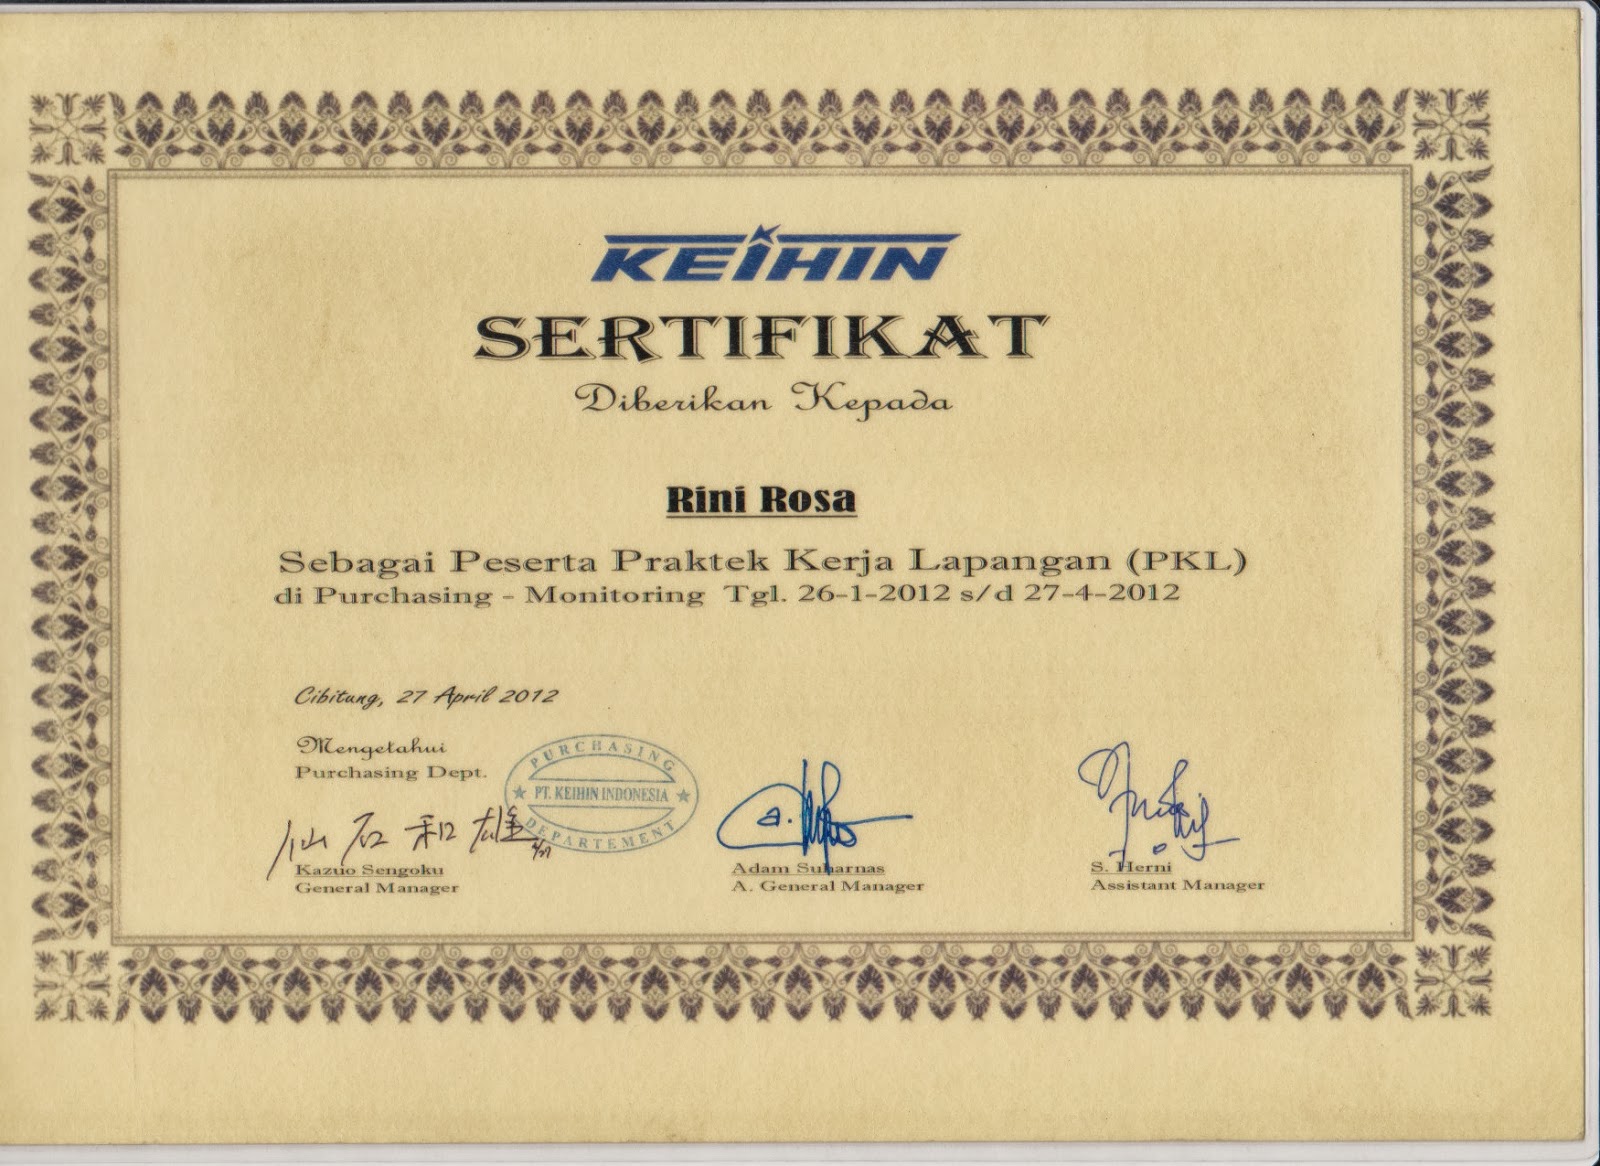 KEIHIN
SERTIFIKAT
Diberikan Kepada
Rini Rosa
Sebagai Peserta Praktek Kerja Lapangan (PKL)
di Purchasing - Monitoring Tgl. 26-1-2012 s/d 27-4-2012
Cibitung, 27 April 2012
Mengetahui
Purchasing Dept.
PURCHASING
★ PT. KEIHIN INDONESIA ★
DEPARTEMENT
仙石和雄
4/27
Kazuo Sengoku
General Manager
Adam Suharnas
A. General Manager
S. Herni
Assistant Manager